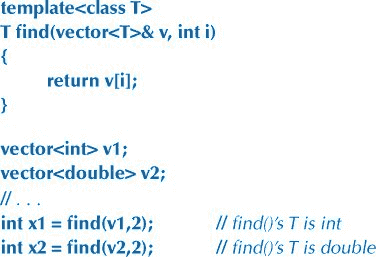 template<class T>
T find(vector<T>& v, int i)
{
return v[i];
}
vector<int> v1;
vector<double> v2;
// . . .
int x1 = find(v1,2); // find()'s T is int
int x2 = find(v2,2); // find()'s T is double